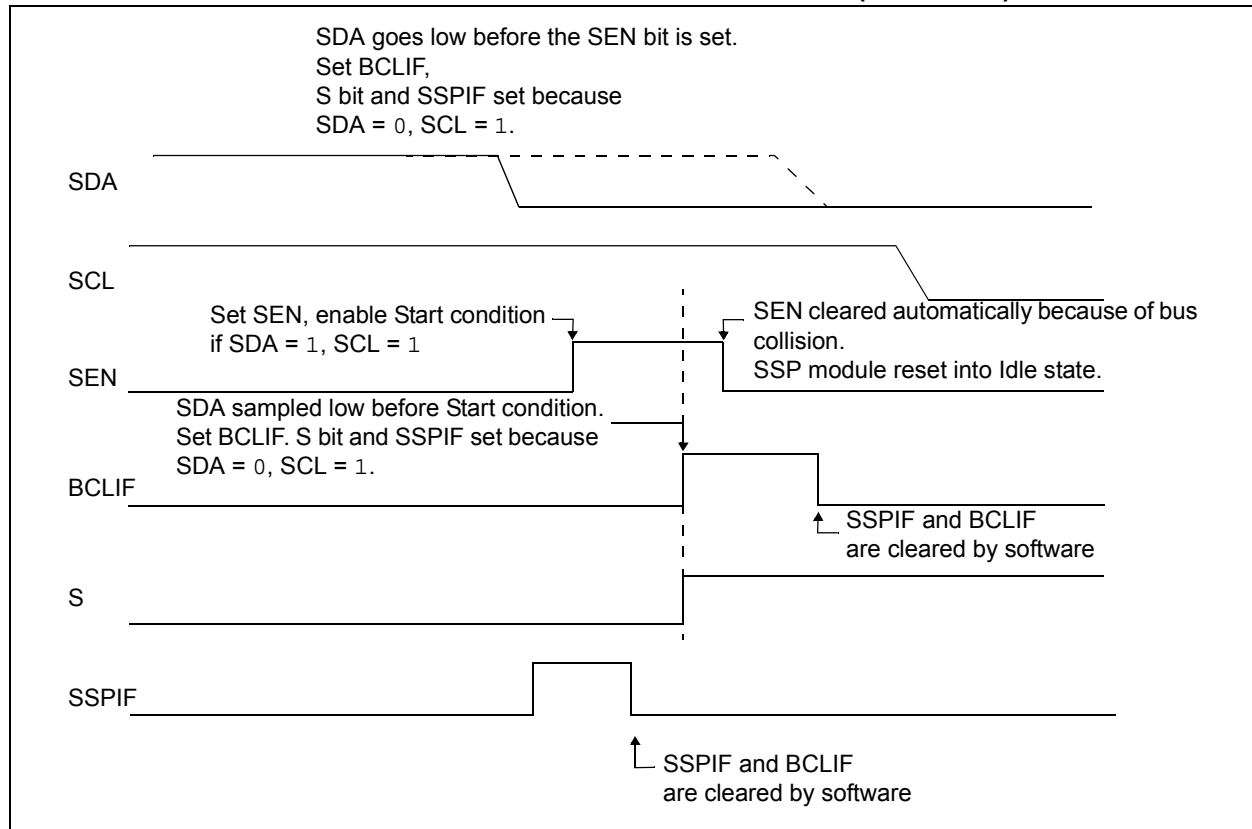 SDA goes low before the SEN bit is set.
Set BCLIF,
S bit and SSPIF set because
SDA = 0, SCL = 1.
SDA
SCL
Set SEN, enable Start condition
if SDA = 1, SCL = 1
SEN cleared automatically because of bus
collision.
SSP module reset into Idle state.
SEN
SDA sampled low before Start condition.
Set BCLIF. S bit and SSPIF set because
SDA = 0, SCL = 1.
BCLIF
SSPIF and BCLIF
are cleared by software
S
SSPIF
SSPIF and BCLIF
are cleared by software